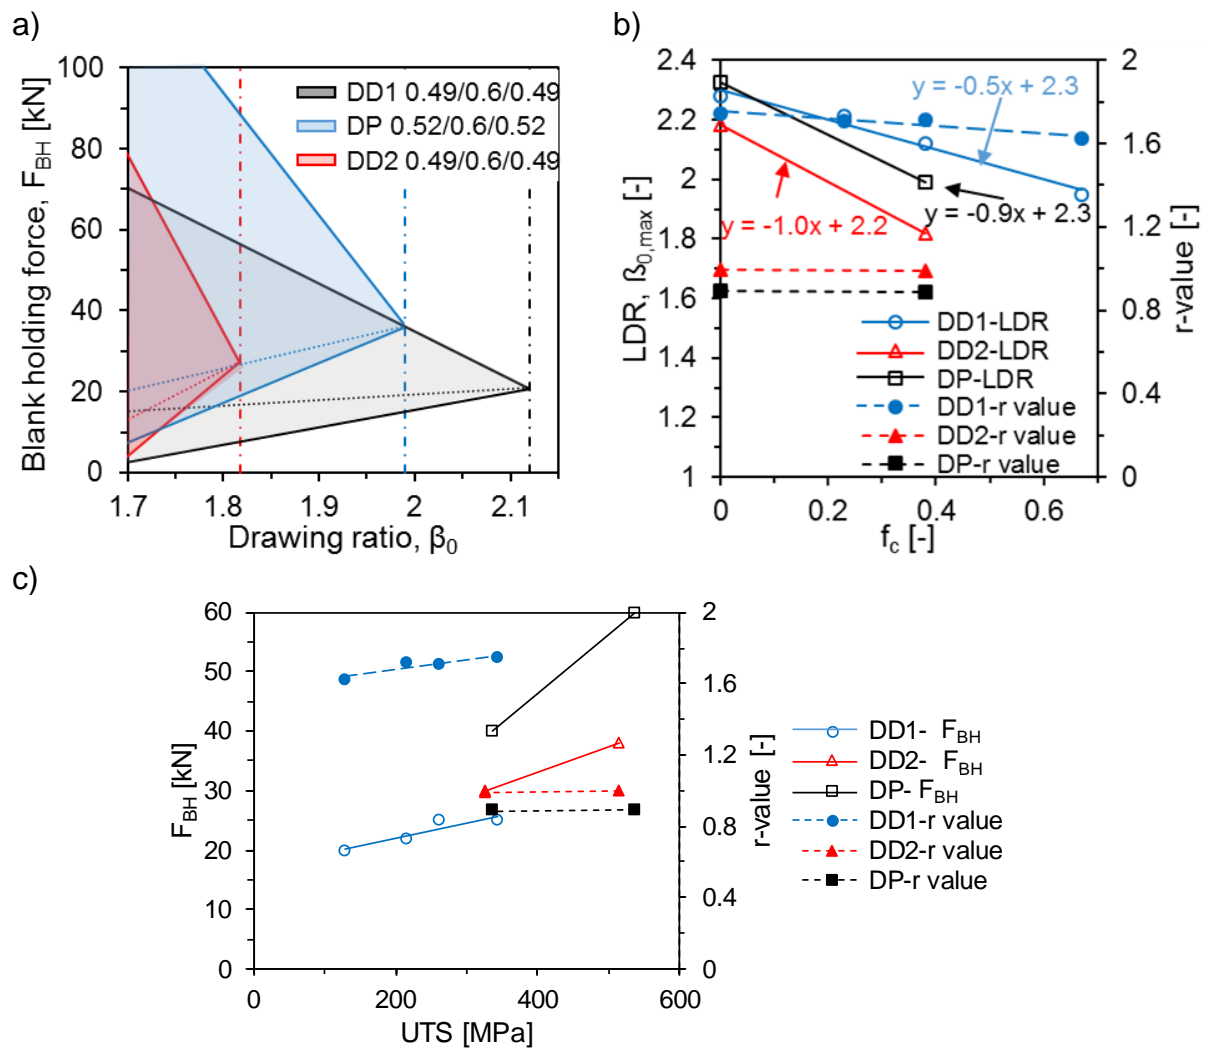 a)
Blank holding force, F_BH [kN]
100
80
60
40
20
0
1.7
1.8
1.9
2
2.1
Drawing ratio, β₀
DD1 0.49/0.6/0.49
DP 0.52/0.6/0.52
DD2 0.49/0.6/0.49
b)
LDR, ß₀,max [-]
2.4
2.2
2
1.8
1.6
1.4
1.2
1
0
0.2
0.4
0.6
f_c [-]
2
1.6
1.2
0.8
0.4
0
r-value [-]
y = -0.5x + 2.3
y = -1.0x + 2.2
y = -0.9x + 2.3
DD1-LDR
DD2-LDR
DP-LDR
DD1-r value
DD2-r value
DP-r value
c)
F_BH [kN]
60
50
40
30
20
10
0
0
200
400
600
UTS [MPa]
2
1.6
1.2
0.8
0.4
0
r-value [-]
DD1- F_BH
DD2- F_BH
DP- F_BH
DD1-r value
DD2-r value
DP-r value